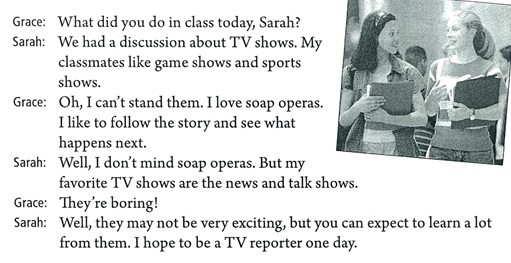 Grace: What did you do in class today, Sarah?
Sarah: We had a discussion about TV shows. My
classmates like game shows and sports
shows.
Grace: Oh, I can't stand them. I love soap operas.
I like to follow the story and see what
happens next.
Sarah: Well, I don't mind soap operas. But my
favorite TV shows are the news and talk shows.
Grace: They're boring!
Sarah: Well, they may not be very exciting, but you can expect to learn a lot
from them. I hope to be a TV reporter one day.